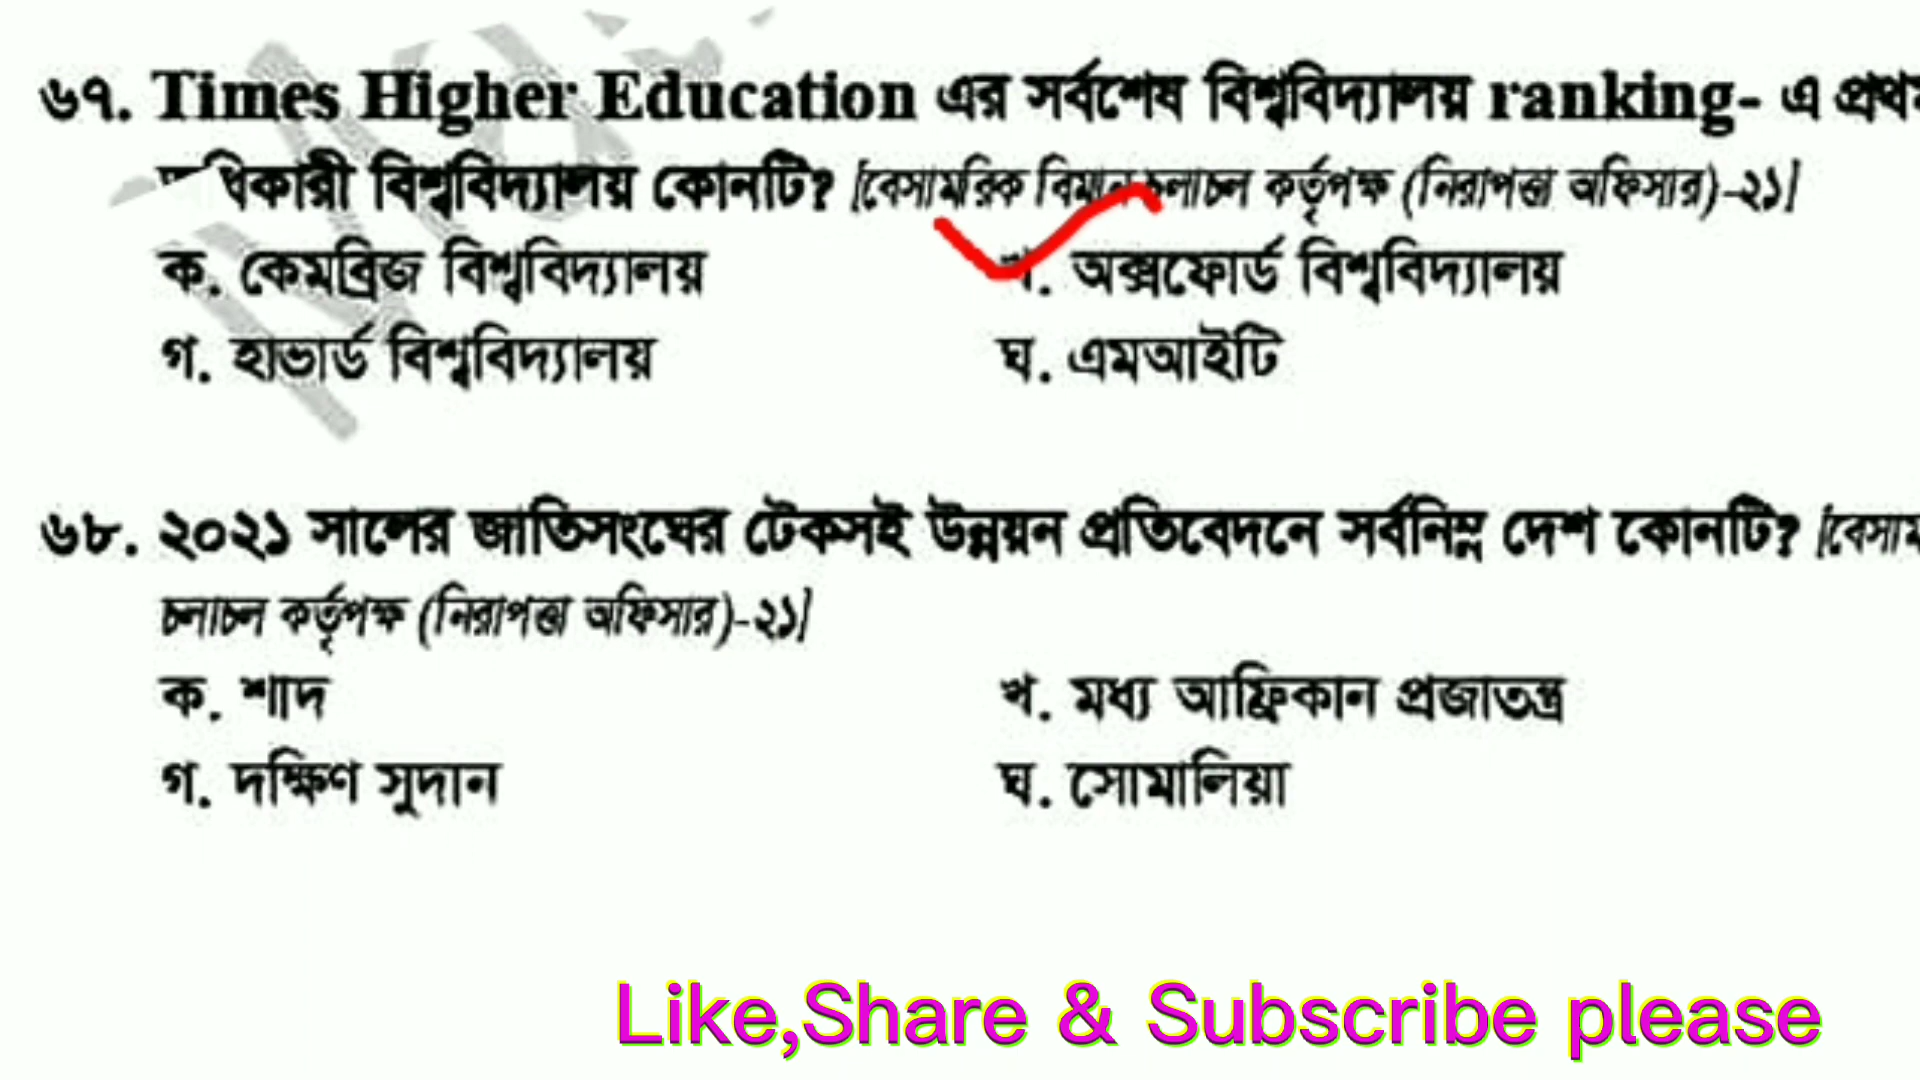 ৬৭. Times Higher Education এর সর্বশেষ বিশ্ববিদ্যালয় ranking- এ
বিশ্ববিদ্যালয় কোনটি? [বেসামরিক বিমান চলাচল কর্তৃপক্ষ (নিরাপত্তা অফিসার)-২১]
ক. কেমব্রিজ বিশ্ববিদ্যালয় খ. অক্সফোর্ড বিশ্ববিদ্যালয়
গ. হাভার্ড বিশ্ববিদ্যালয় ঘ. এমআইটি
৬৮. ২০২১ সালের জাতিসংঘের টেকসই উন্নয়ন প্রতিবেদনে সর্বনিম্ন দেশ কোনটি?
চলাচল কর্তৃপক্ষ (নিরাপত্তা অফিসার)-২১]
ক. শাদ খ. মধ্য আফ্রিকান প্রজাতন্ত্র
গ. দক্ষিণ সুদান ঘ. সোমালিয়া
Like,Share & Subscribe please